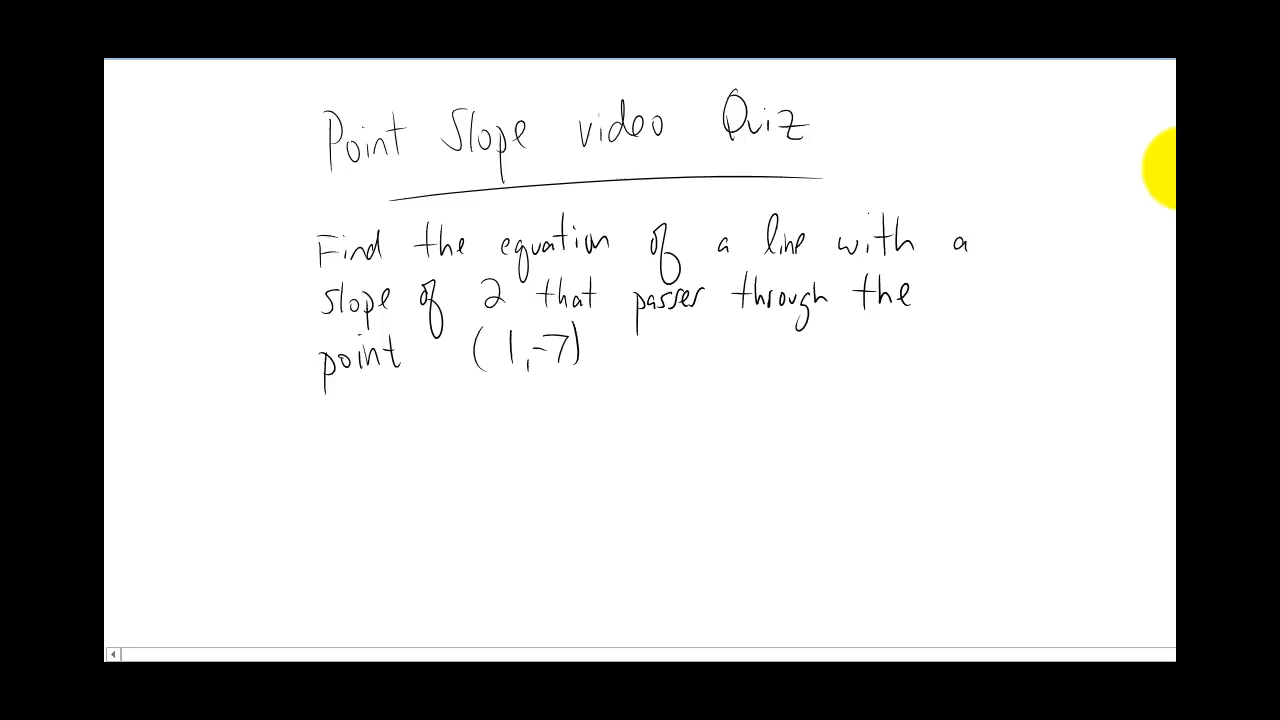 Point Slope video Quiz
Find the equation of a line with a
slope of 2 that passes through the
point (1,-7)